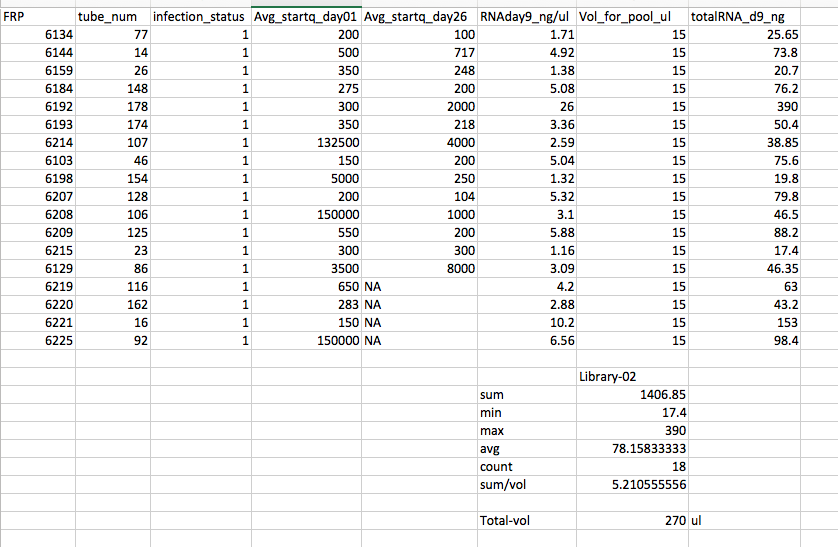 FRP tube_num infection_status Avg_startq_day01 Avg_startq_day26 RNAday9_ng/ul Vol_for_pool_ul totalRNA_d9_ng
6134 77 1 200 100 1.71 15 25.65
6144 14 1 500 717 4.92 15 73.8
6159 26 1 350 248 1.38 15 20.7
6184 148 1 275 200 5.08 15 76.2
6192 178 1 300 2000 26 15 390
6193 174 1 350 218 3.36 15 50.4
6214 107 1 132500 4000 2.59 15 38.85
6103 46 1 150 200 5.04 15 75.6
6198 154 1 5000 250 1.32 15 19.8
6207 128 1 200 104 5.32 15 79.8
6208 106 1 150000 1000 3.1 15 46.5
6209 125 1 550 200 5.88 15 88.2
6215 23 1 300 300 1.16 15 17.4
6129 86 1 3500 8000 3.09 15 46.35
6219 116 1 650 NA 4.2 15 63
6220 162 1 283 NA 2.88 15 43.2
6221 16 1 150 NA 10.2 15 153
6225 92 1 150000 NA 6.56 15 98.4
Library-02
sum 1406.85
min 17.4
max 390
avg 78.15833333
count 18
sum/vol 5.210555556
Total-vol 270 ul